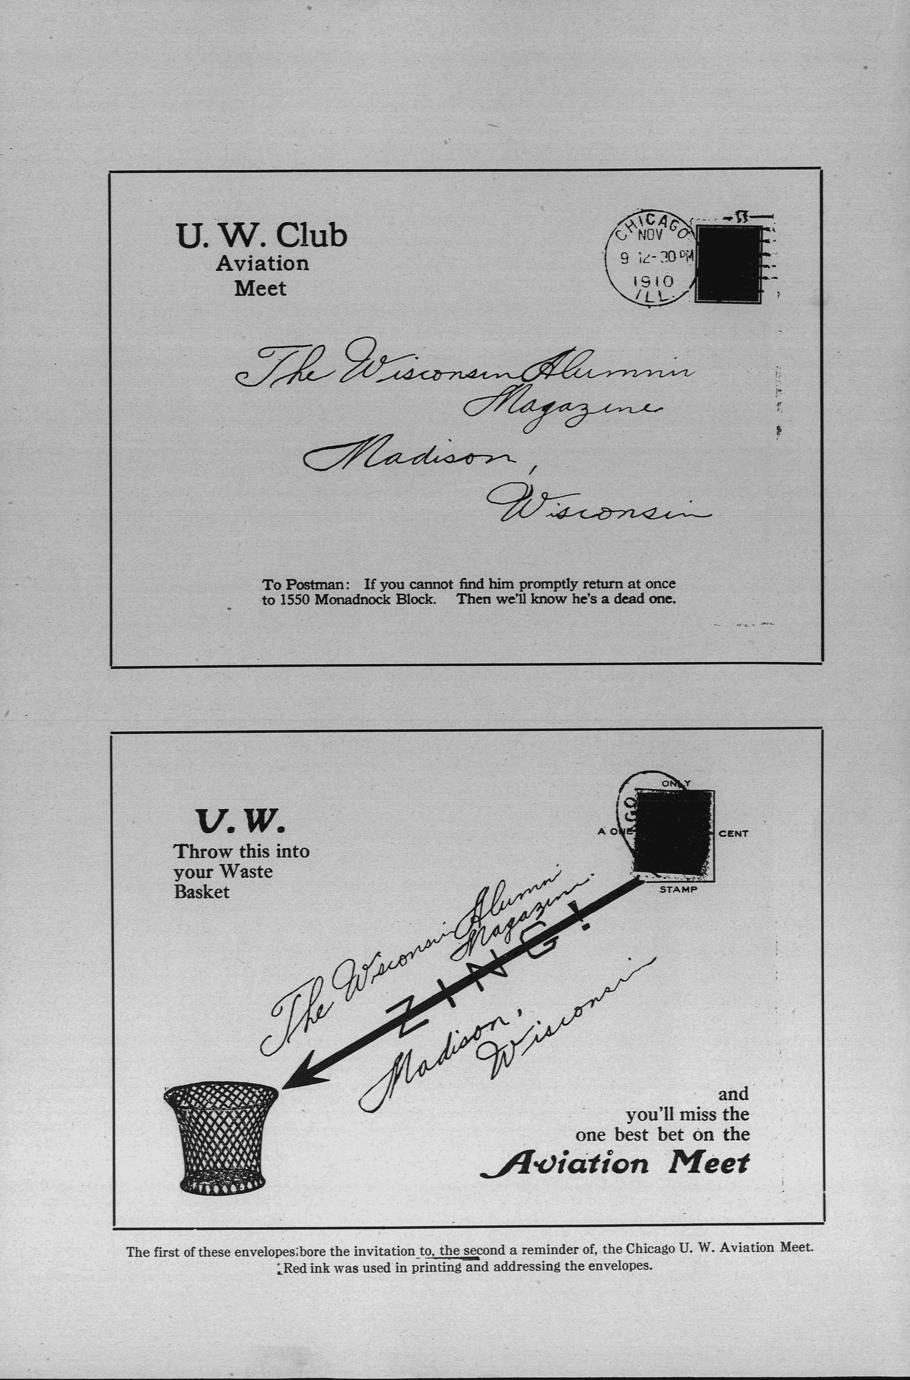 U. W. Club
Aviation
Meet
CHICAGO
NOV
9 12-30 PM
1910
ILL.
The Wisconsin Alumni
Magazine
Madison,
Wisconsin
To Postman: If you cannot find him promptly return at once
to 1550 Monadnock Block. Then we'll know he's a dead one.
U. W.
Throw this into
your Waste
Basket
ONLY
GO
A ONE
CENT
STAMP
The Wisconsin Alumni
Magazine.
ZING!
Madison,
Wisconsin
and
you'll miss the
one best bet on the
Aviation Meet
The first of these envelopes bore the invitation to, the second a reminder of, the Chicago U. W. Aviation Meet.
Red ink was used in printing and addressing the envelopes.